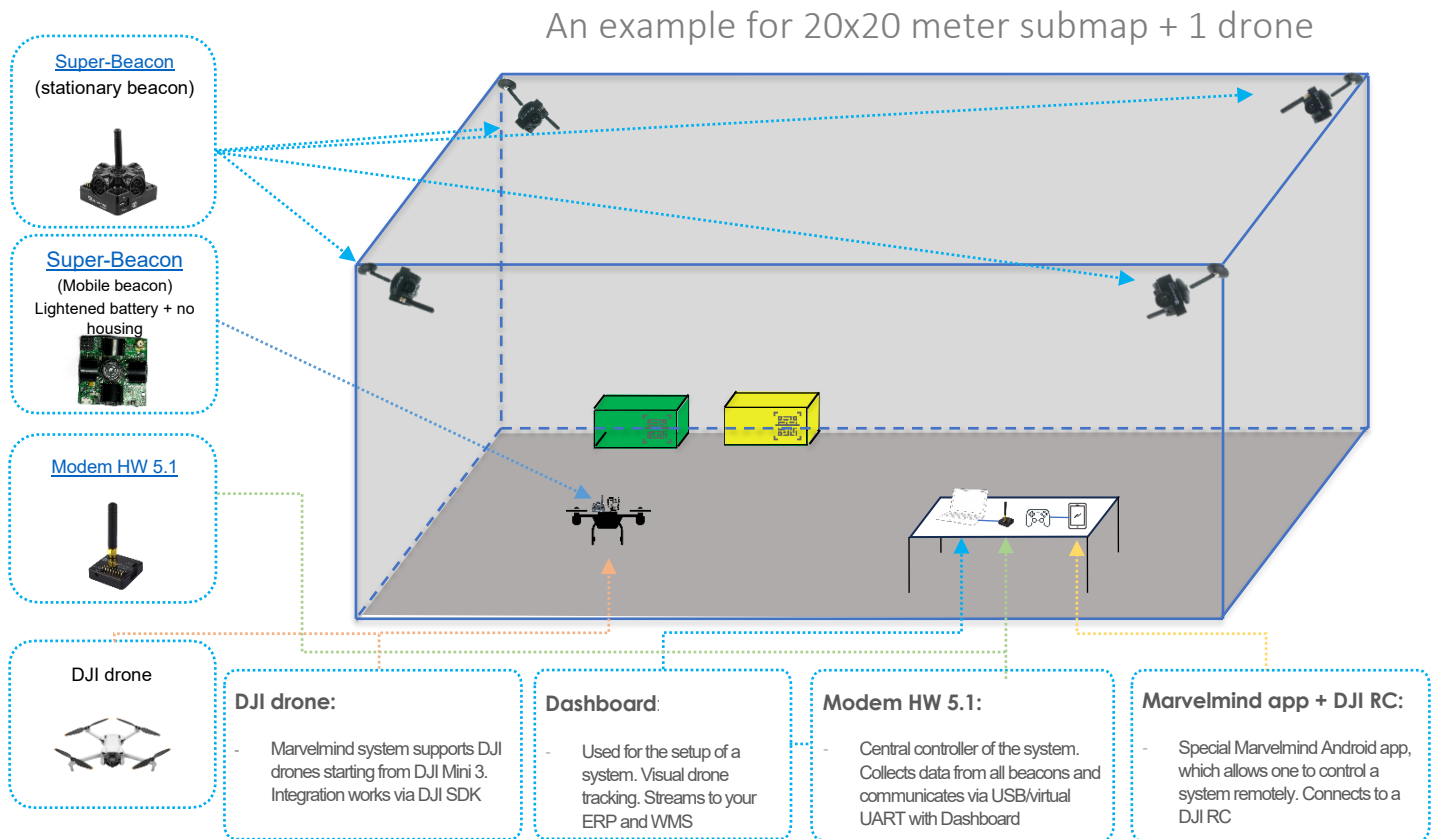 An example for 20x20 meter submap + 1 drone
Super-Beacon
(stationary beacon)
Super-Beacon
(Mobile beacon)
Lightened battery + no
housing
Modem HW 5.1
DJI drone
DJI drone:
- Marvelmind system supports DJI
drones starting from DJI Mini 3.
Integration works via DJI SDK
Dashboard:
- Used for the setup of a
system. Visual drone
tracking. Streams to your
ERP and WMS
Modem HW 5.1:
- Central controller of the system.
Collects data from all beacons and
communicates via USB/virtual
UART with Dashboard
Marvelmind app + DJI RC:
- Special Marvelmind Android app,
which allows one to control a
system remotely. Connects to a
DJI RC